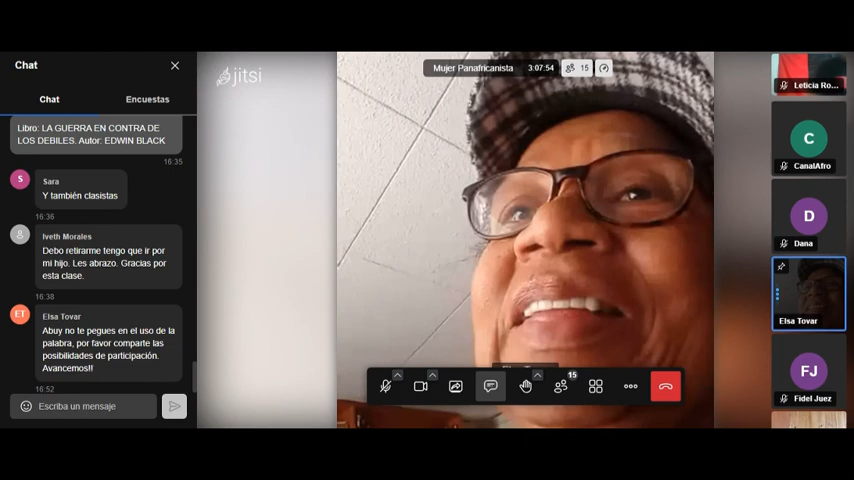 Chat
Chat
Encuestas
Libro: LA GUERRA EN CONTRA DE
LOS DEBILES. Autor: EDWIN BLACK
16:35
S
Sara
Y también clasistas
16:36
Iveth Morales
Debo retirarme tengo que ir por
mi hijo. Les abrazo. Gracias por
esta clase.
16:38
ET
Elsa Tovar
Abuy no te pegues en el uso de la
palabra, por favor comparte las
posibilidades de participación.
Avancemos!!
16:52
Escriba un mensaje
jitsi
Mujer Panafricanista
3:07:54
15
15
Leticia Ro...
C
CanalAfro
D
Dana
Elsa Tovar
FJ
Fidel Juez